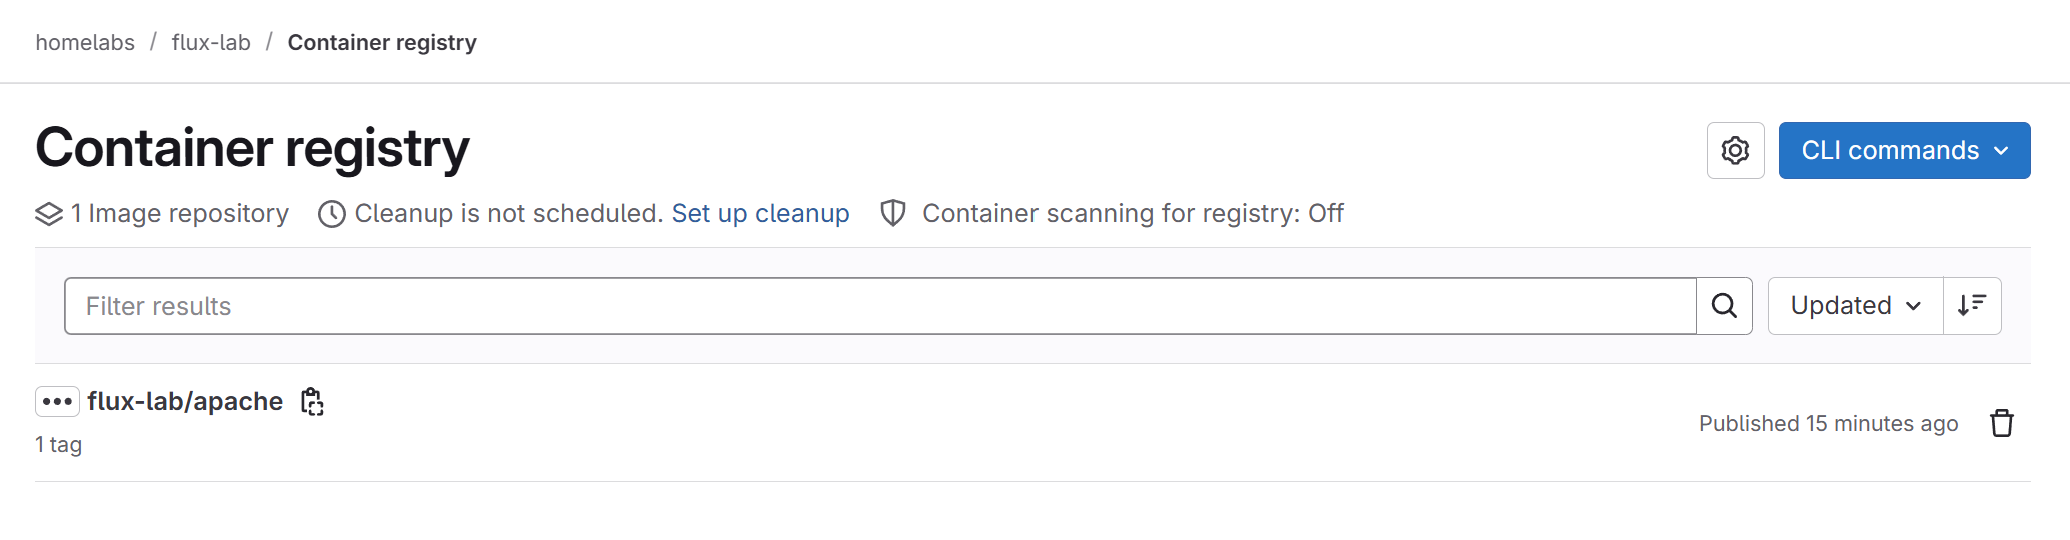 homelabs / flux-lab / Container registry
Container registry
CLI commands
1 Image repository Cleanup is not scheduled. Set up cleanup Container scanning for registry: Off
Filter results
Updated
flux-lab/apache
1 tag
Published 15 minutes ago